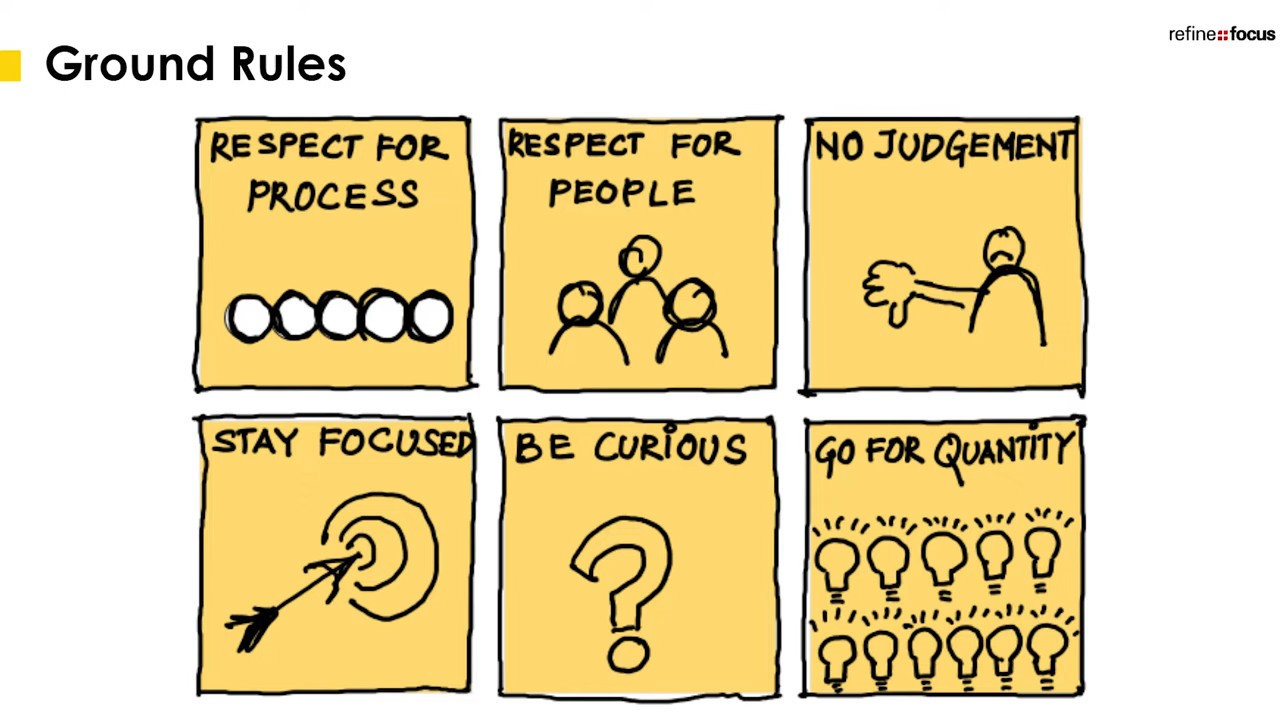 Ground Rules
refine focus
RESPECT FOR
PROCESS
RESPECT FOR
PEOPLE
NO JUDGEMENT
STAY FOCUSED
BE CURIOUS
GO FOR QUANTITY